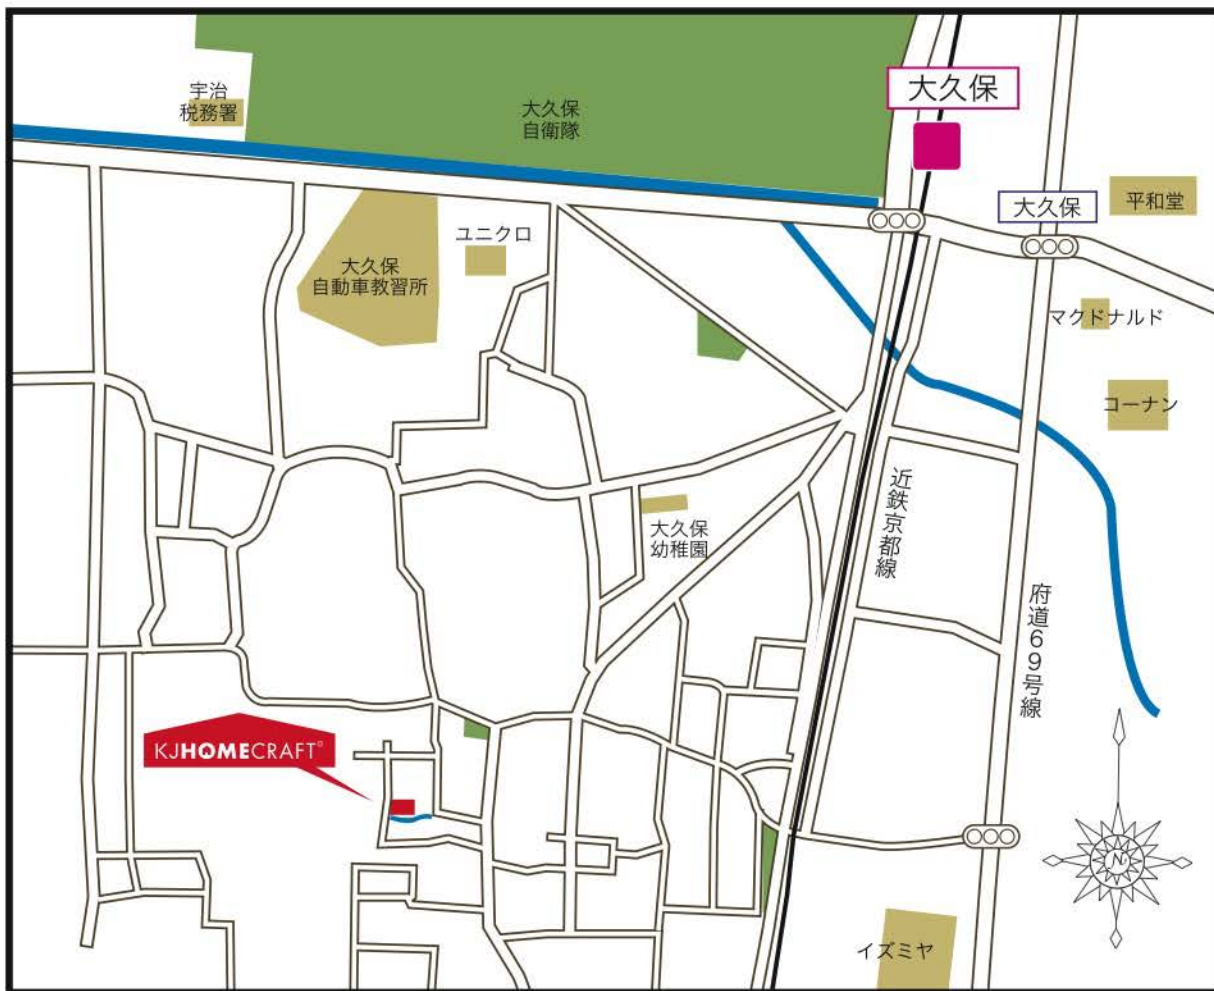 宇治
税務署
大久保
自衛隊
大久保
大久保
平和堂
ユニクロ
大久保
自動車教習所
マクドナルド
コーナン
近鉄京都線
大久保
幼稚園
府道69号線
KJHOMECRAFT®
N
イズミヤ